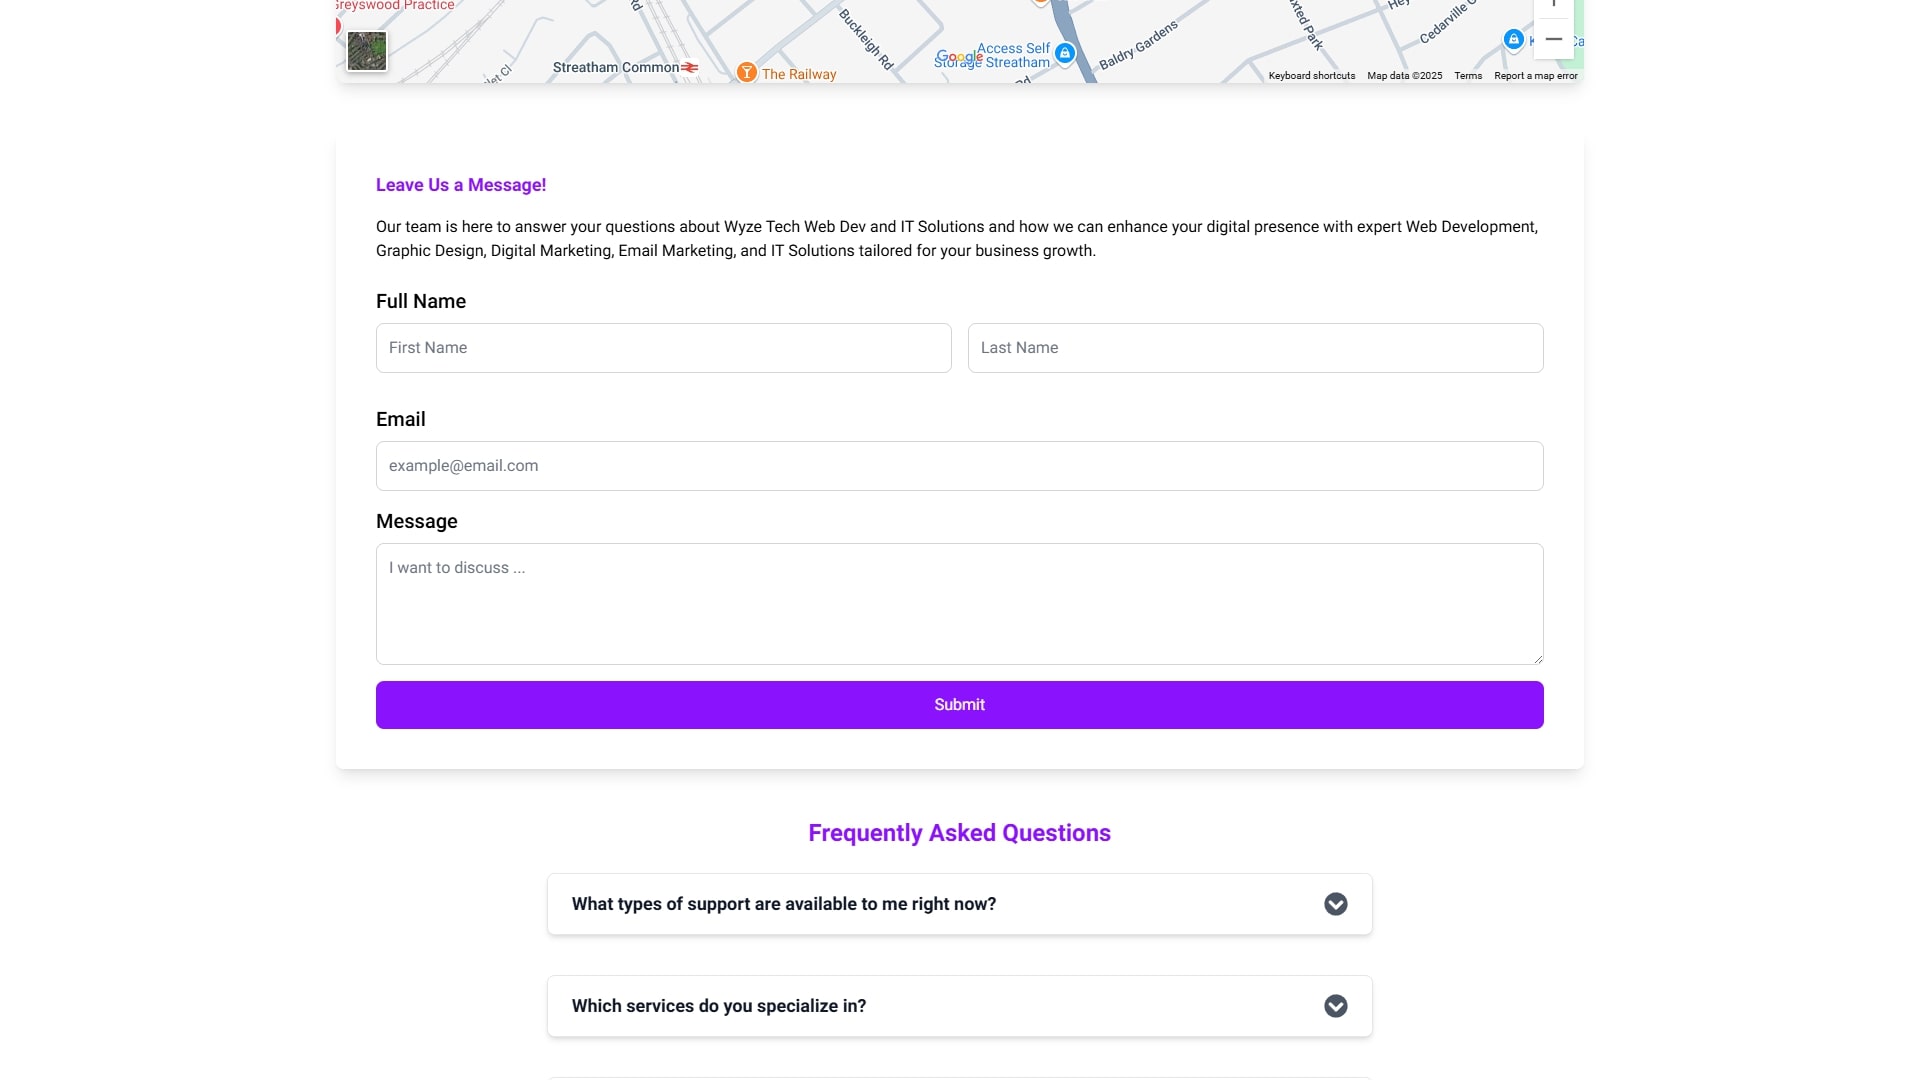 Greyswood Practice
Buckleigh Rd
Streatham Common
The Railway
Google
Access Self
Storage Streatham
Baldry Gardens
Cedarville
Keyboard shortcuts
Map data ©2025
Terms
Report a map error
Leave Us a Message!
Our team is here to answer your questions about Wyze Tech Web Dev and IT Solutions and how we can enhance your digital presence with expert Web Development,
Graphic Design, Digital Marketing, Email Marketing, and IT Solutions tailored for your business growth.
Full Name
First Name
Last Name
Email
example@email.com
Message
I want to discuss ...
Submit
Frequently Asked Questions
What types of support are available to me right now?
Which services do you specialize in?